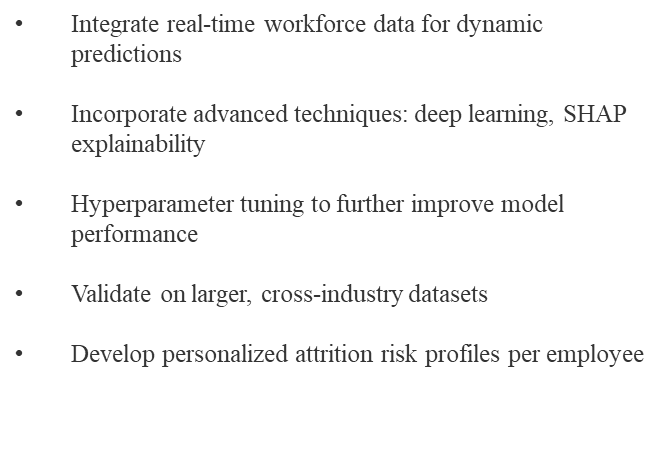 • Integrate real-time workforce data for dynamic
predictions
• Incorporate advanced techniques: deep learning, SHAP
explainability
• Hyperparameter tuning to further improve model
performance
• Validate on larger, cross-industry datasets
• Develop personalized attrition risk profiles per employee